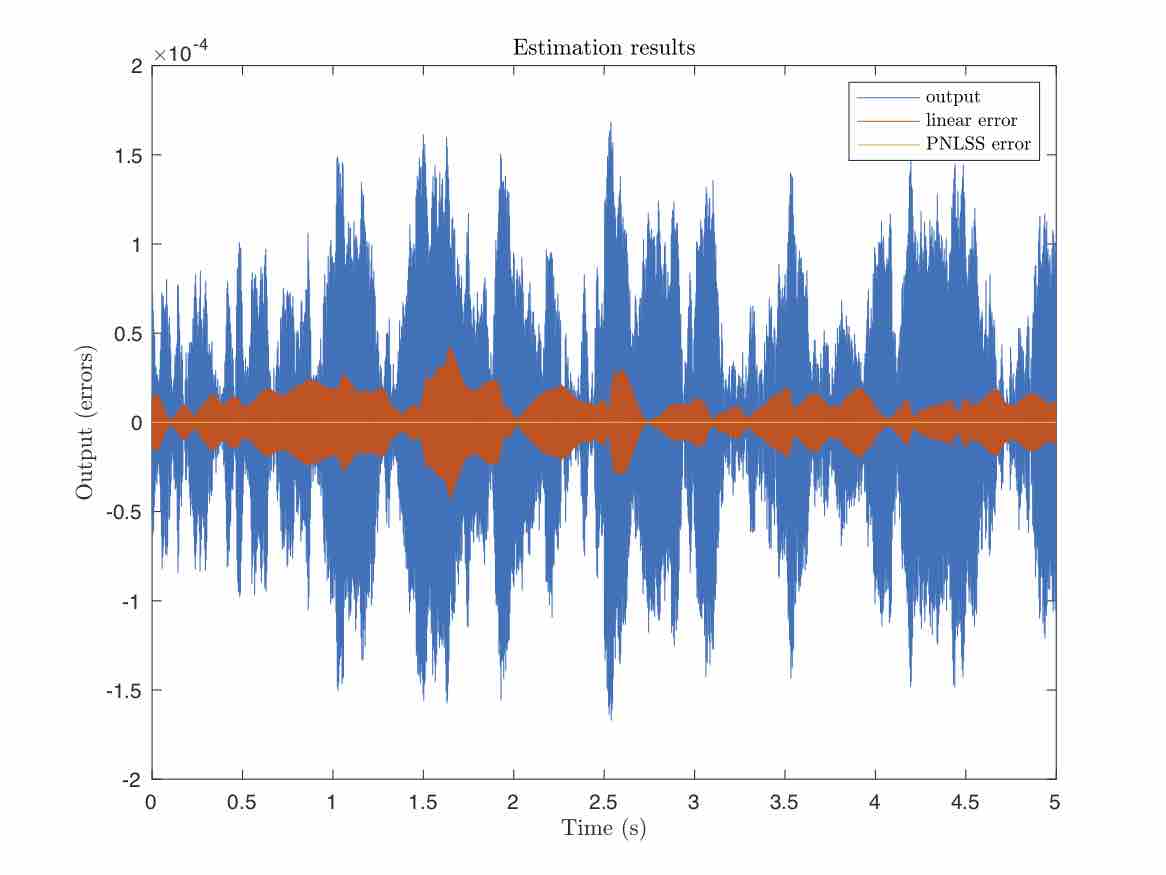 Estimation results
×10-4
2
1.5
1
0.5
0
-0.5
-1
-1.5
-2
Output (errors)
output
linear error
PNLSS error
0 0.5 1 1.5 2 2.5 3 3.5 4 4.5 5
Time (s)